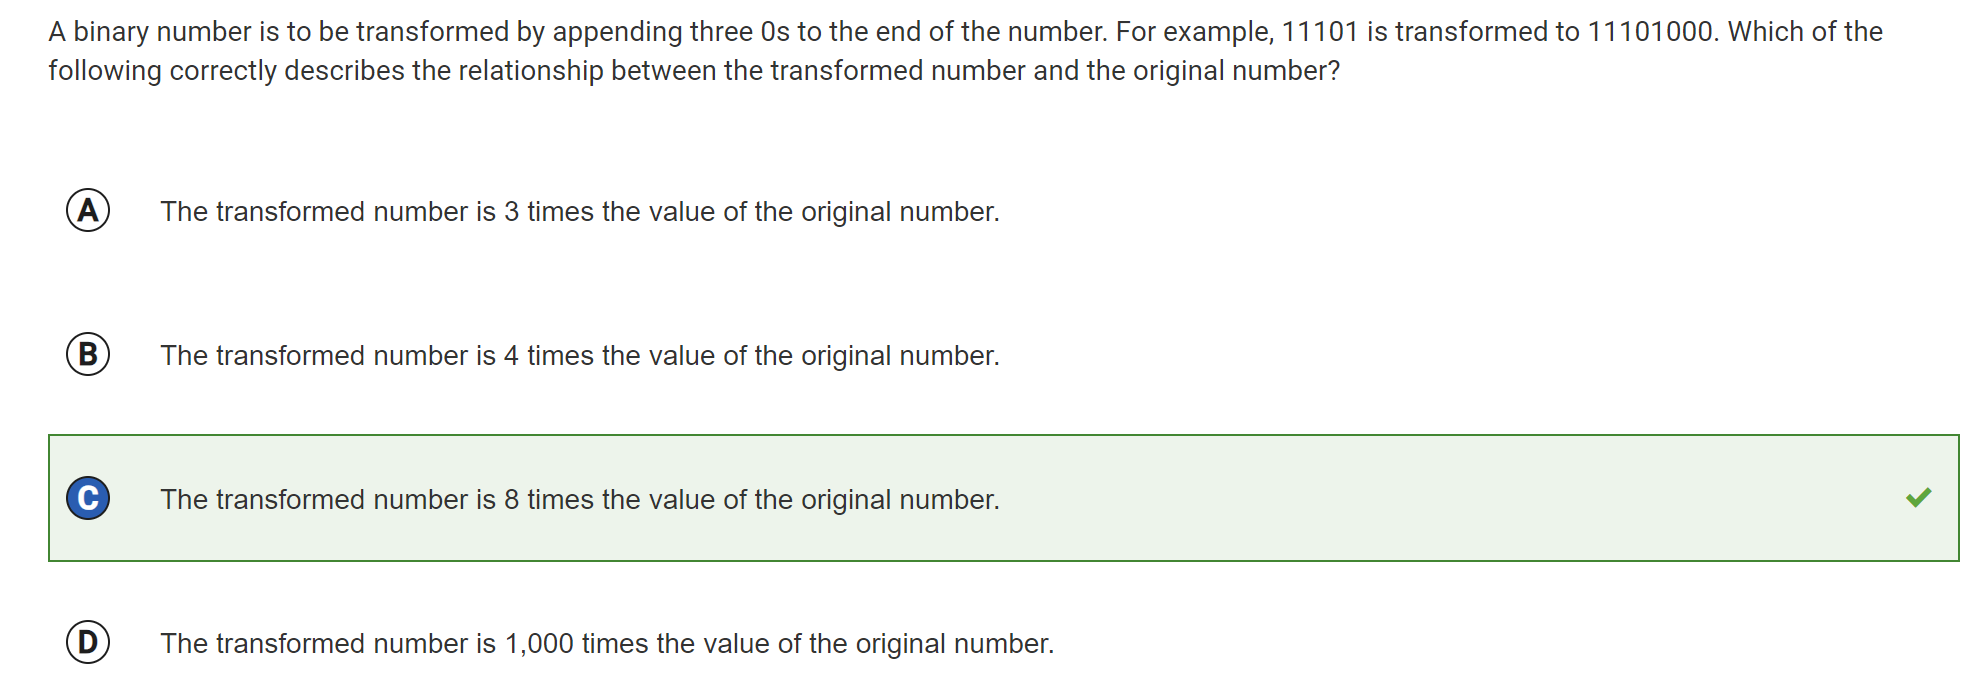 A binary number is to be transformed by appending three 0s to the end of the number. For example, 11101 is transformed to 11101000. Which of the
following correctly describes the relationship between the transformed number and the original number?
A The transformed number is 3 times the value of the original number.
B The transformed number is 4 times the value of the original number.
C The transformed number is 8 times the value of the original number.
D The transformed number is 1,000 times the value of the original number.